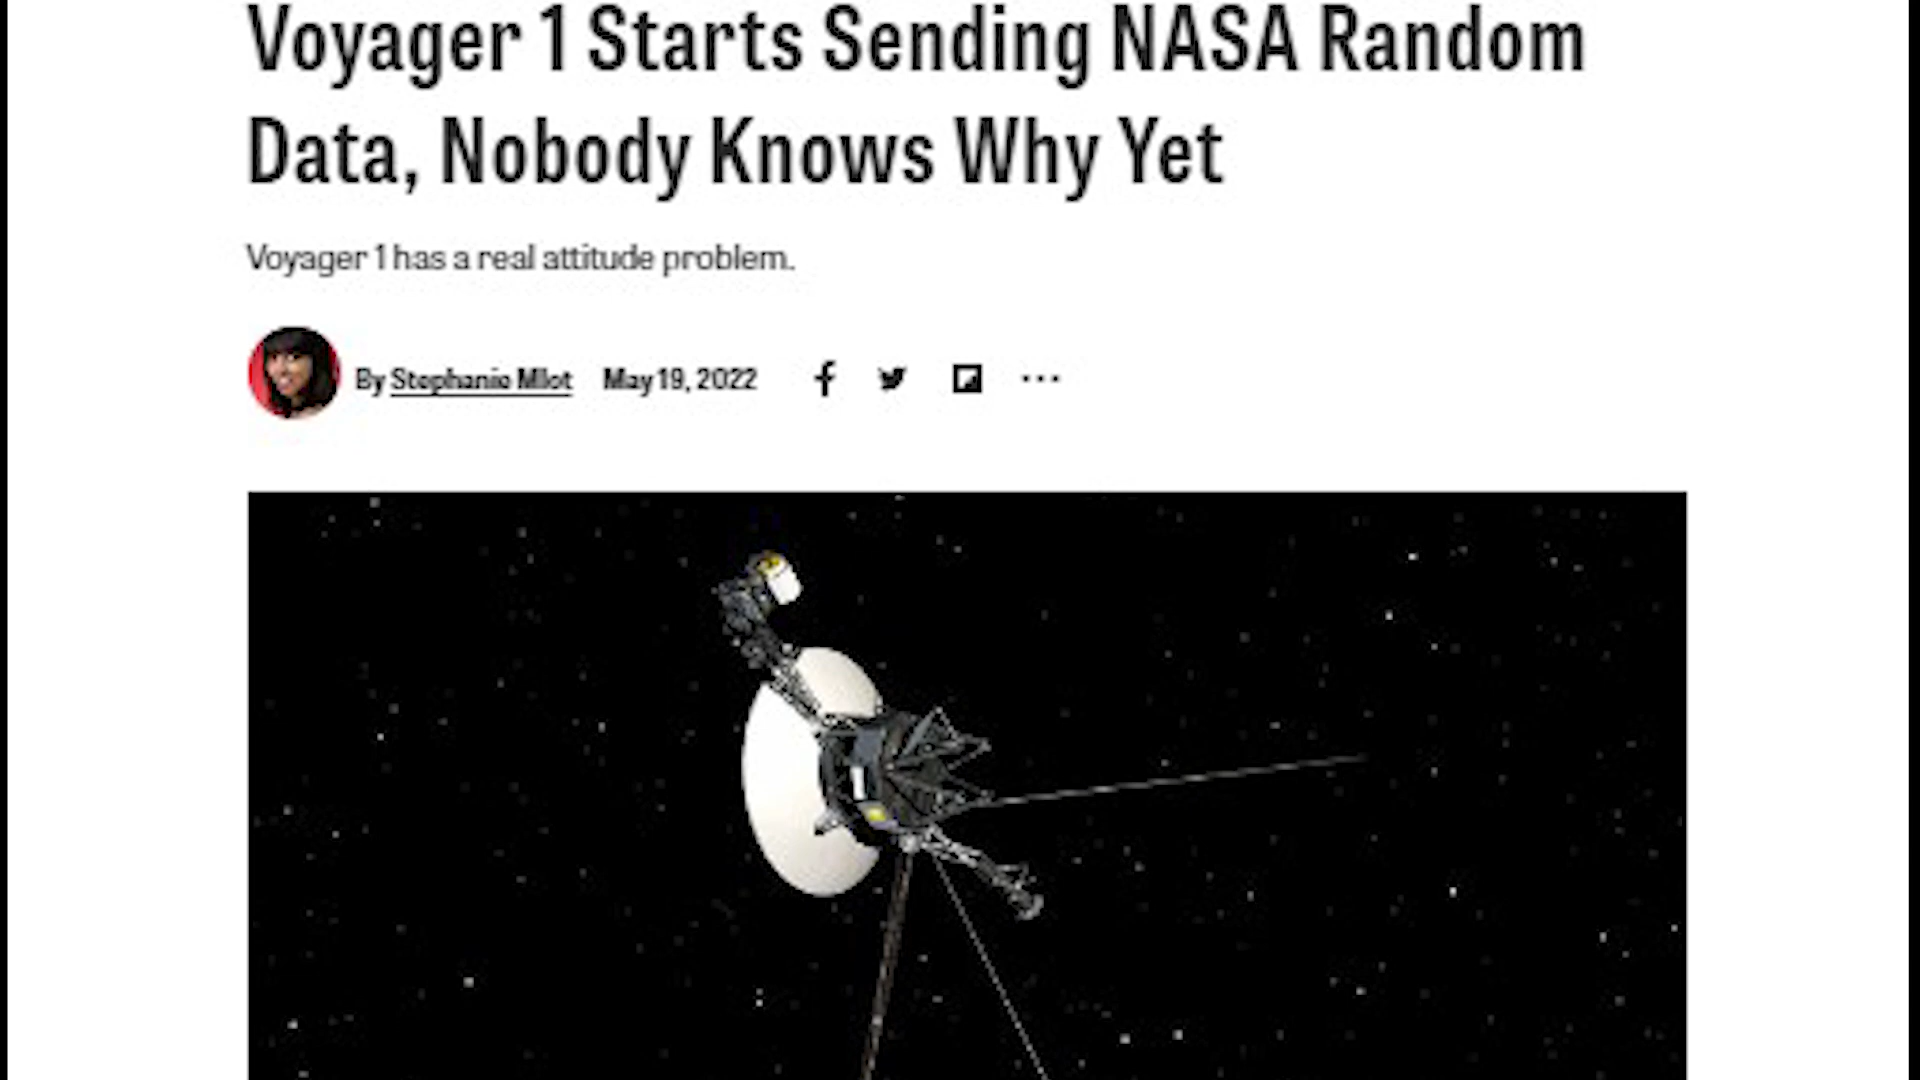 Voyager 1 Starts Sending NASA Random
Data, Nobody Knows Why Yet
Voyager 1 has a real attitude problem.
By Stephanie Mlot May 19, 2022